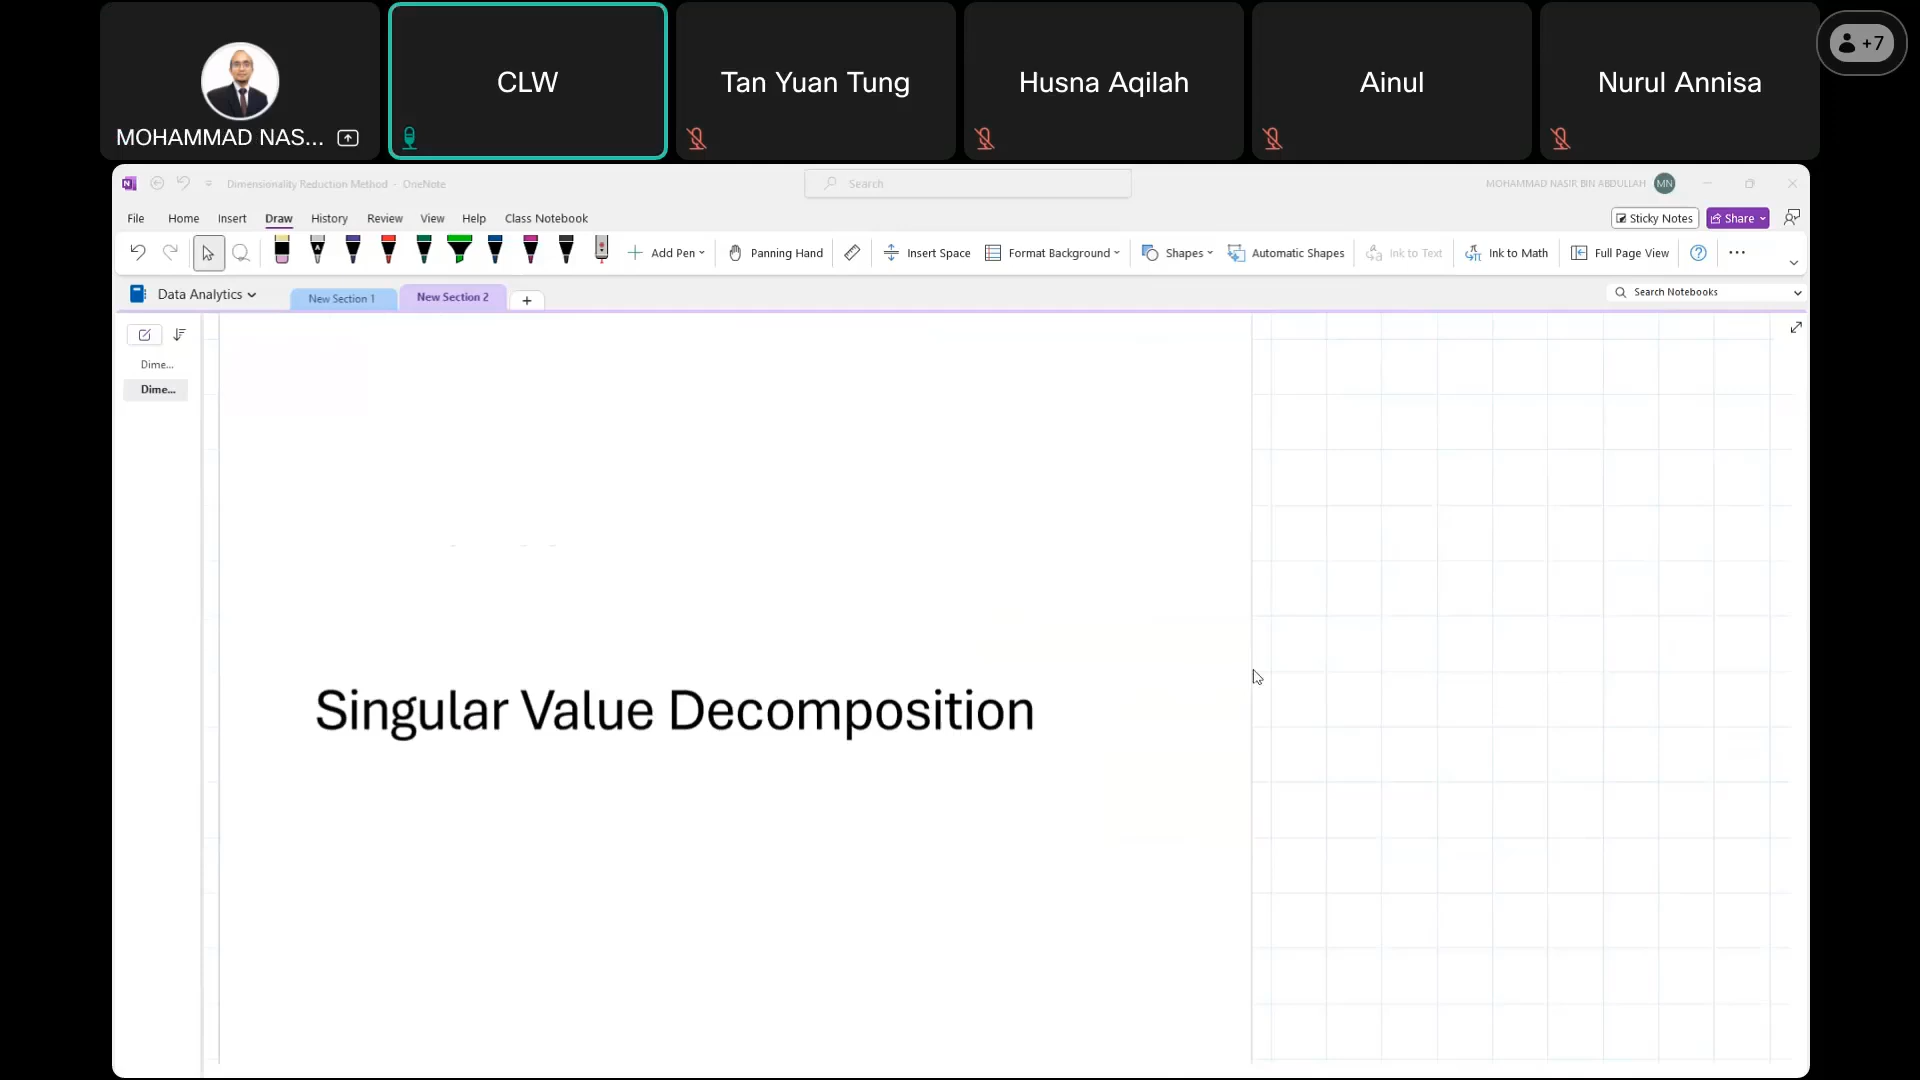 CLW
Tan Yuan Tung
Husna Aqilah
Ainul
Nurul Annisa
+7
MOHAMMAD NAS...
Dimensionality Reduction Method - OneNote
Search
MOHAMMAD NASIR BIN ABDULLAH
MN
File Home Insert Draw History Review View Help Class Notebook
Sticky Notes
Share
Add Pen
Panning Hand
Insert Space
Format Background
Shapes
Automatic Shapes
Ink to Text
Ink to Math
Full Page View
Data Analytics
New Section 1
New Section 2
+
Search Notebooks
Dime...
Dime...
Singular Value Decomposition